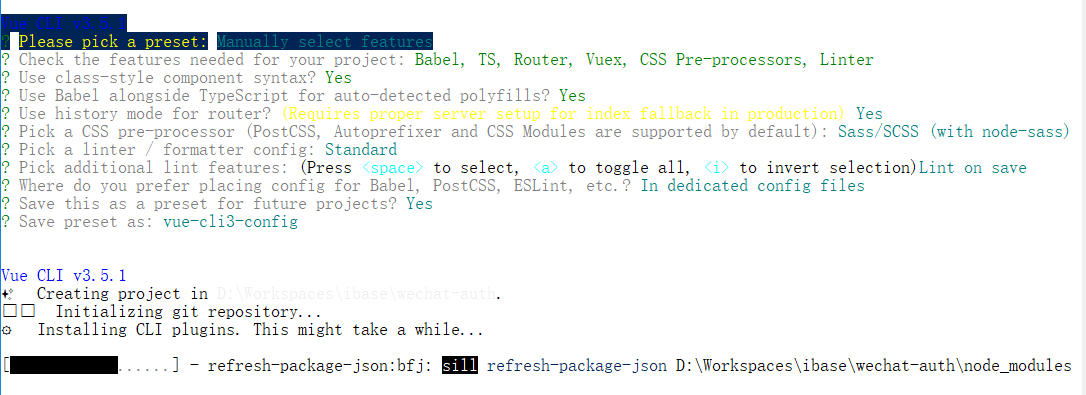 Vue CLI v3.5.1
? Please pick a preset: Manually select features
? Check the features needed for your project: Babel, TS, Router, Vuex, CSS Pre-processors, Linter
? Use class-style component syntax? Yes
? Use Babel alongside TypeScript for auto-detected polyfills? Yes
? Use history mode for router? (Requires proper server setup for index fallback in production) Yes
? Pick a CSS pre-processor (PostCSS, Autoprefixer and CSS Modules are supported by default): Sass/SCSS (with node-sass)
? Pick a linter / formatter config: Standard
? Pick additional lint features: (Press <space> to select, <a> to toggle all, <i> to invert selection)Lint on save
? Where do you prefer placing config for Babel, PostCSS, ESLint, etc.? In dedicated config files
? Save this as a preset for future projects? Yes
? Save preset as: vue-cli3-config
Vue CLI v3.5.1
✨  Creating project in D:\Workspaces\ibase\wechat-auth.
Initializing git repository...
⚙  Installing CLI plugins. This might take a while...
[ ......] - refresh-package-json:bfj: sill refresh-package-json D:\Workspaces\ibase\wechat-auth\node_modules